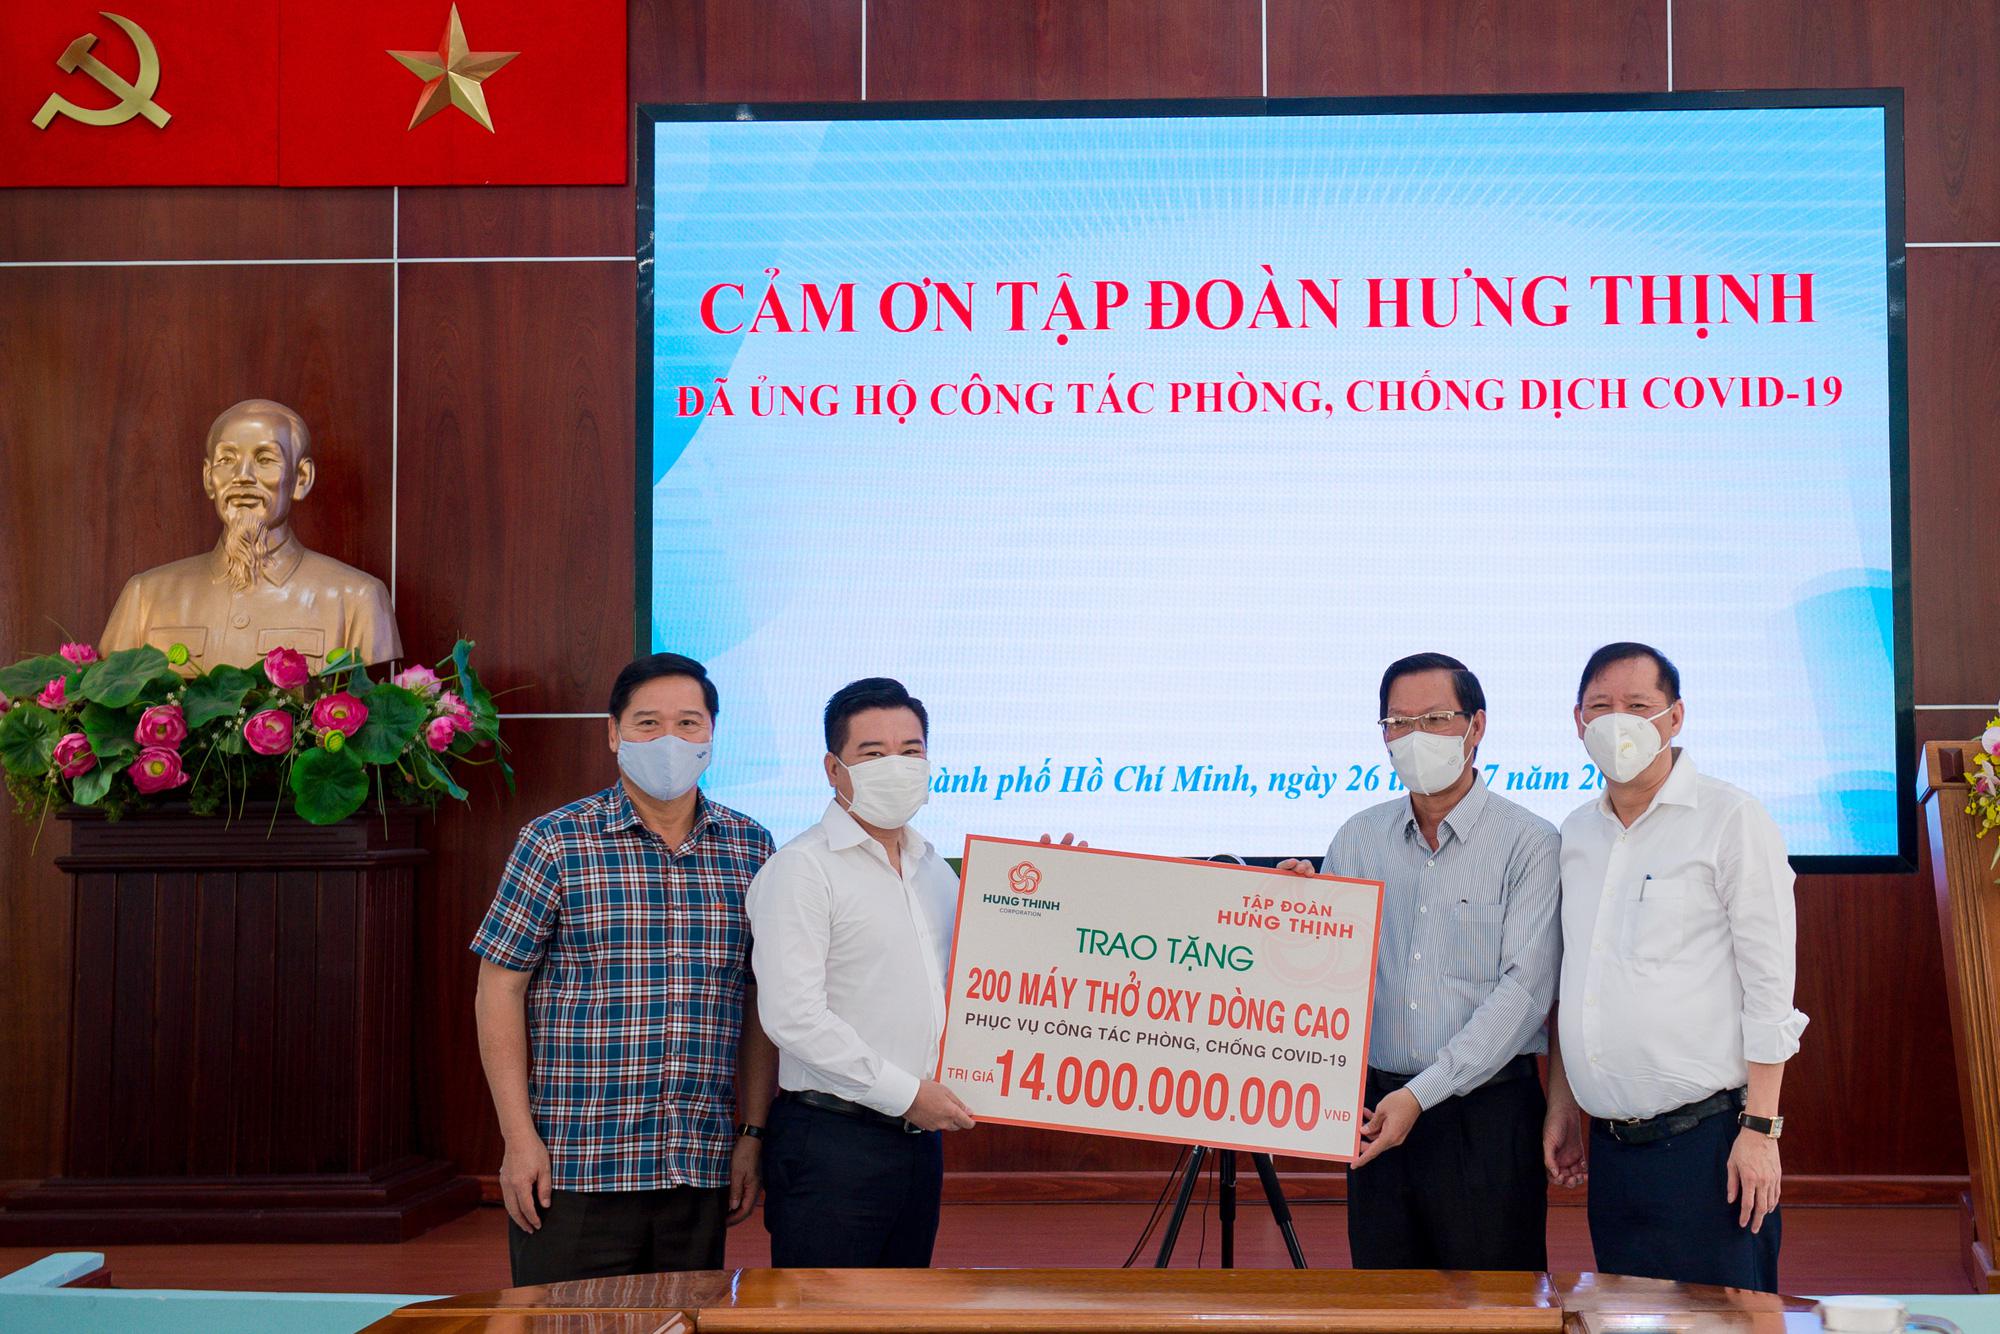 CẢM ƠN TẬP ĐOÀN HƯNG THỊNH
ĐÃ ỦNG HỘ CÔNG TÁC PHÒNG, CHỐNG DỊCH COVID-19
phố Hồ Chí Minh, ngày 26 7 năm
HUNG THINH
CORPORATION
TẬP ĐOÀN
HƯNG THỊNH
TRAO TẶNG
200 MÁY THỞ OXY DÒNG CAO
PHỤC VỤ CÔNG TÁC PHÒNG, CHỐNG COVID-19
TRỊ GIÁ 14.000.000.000 VNĐ